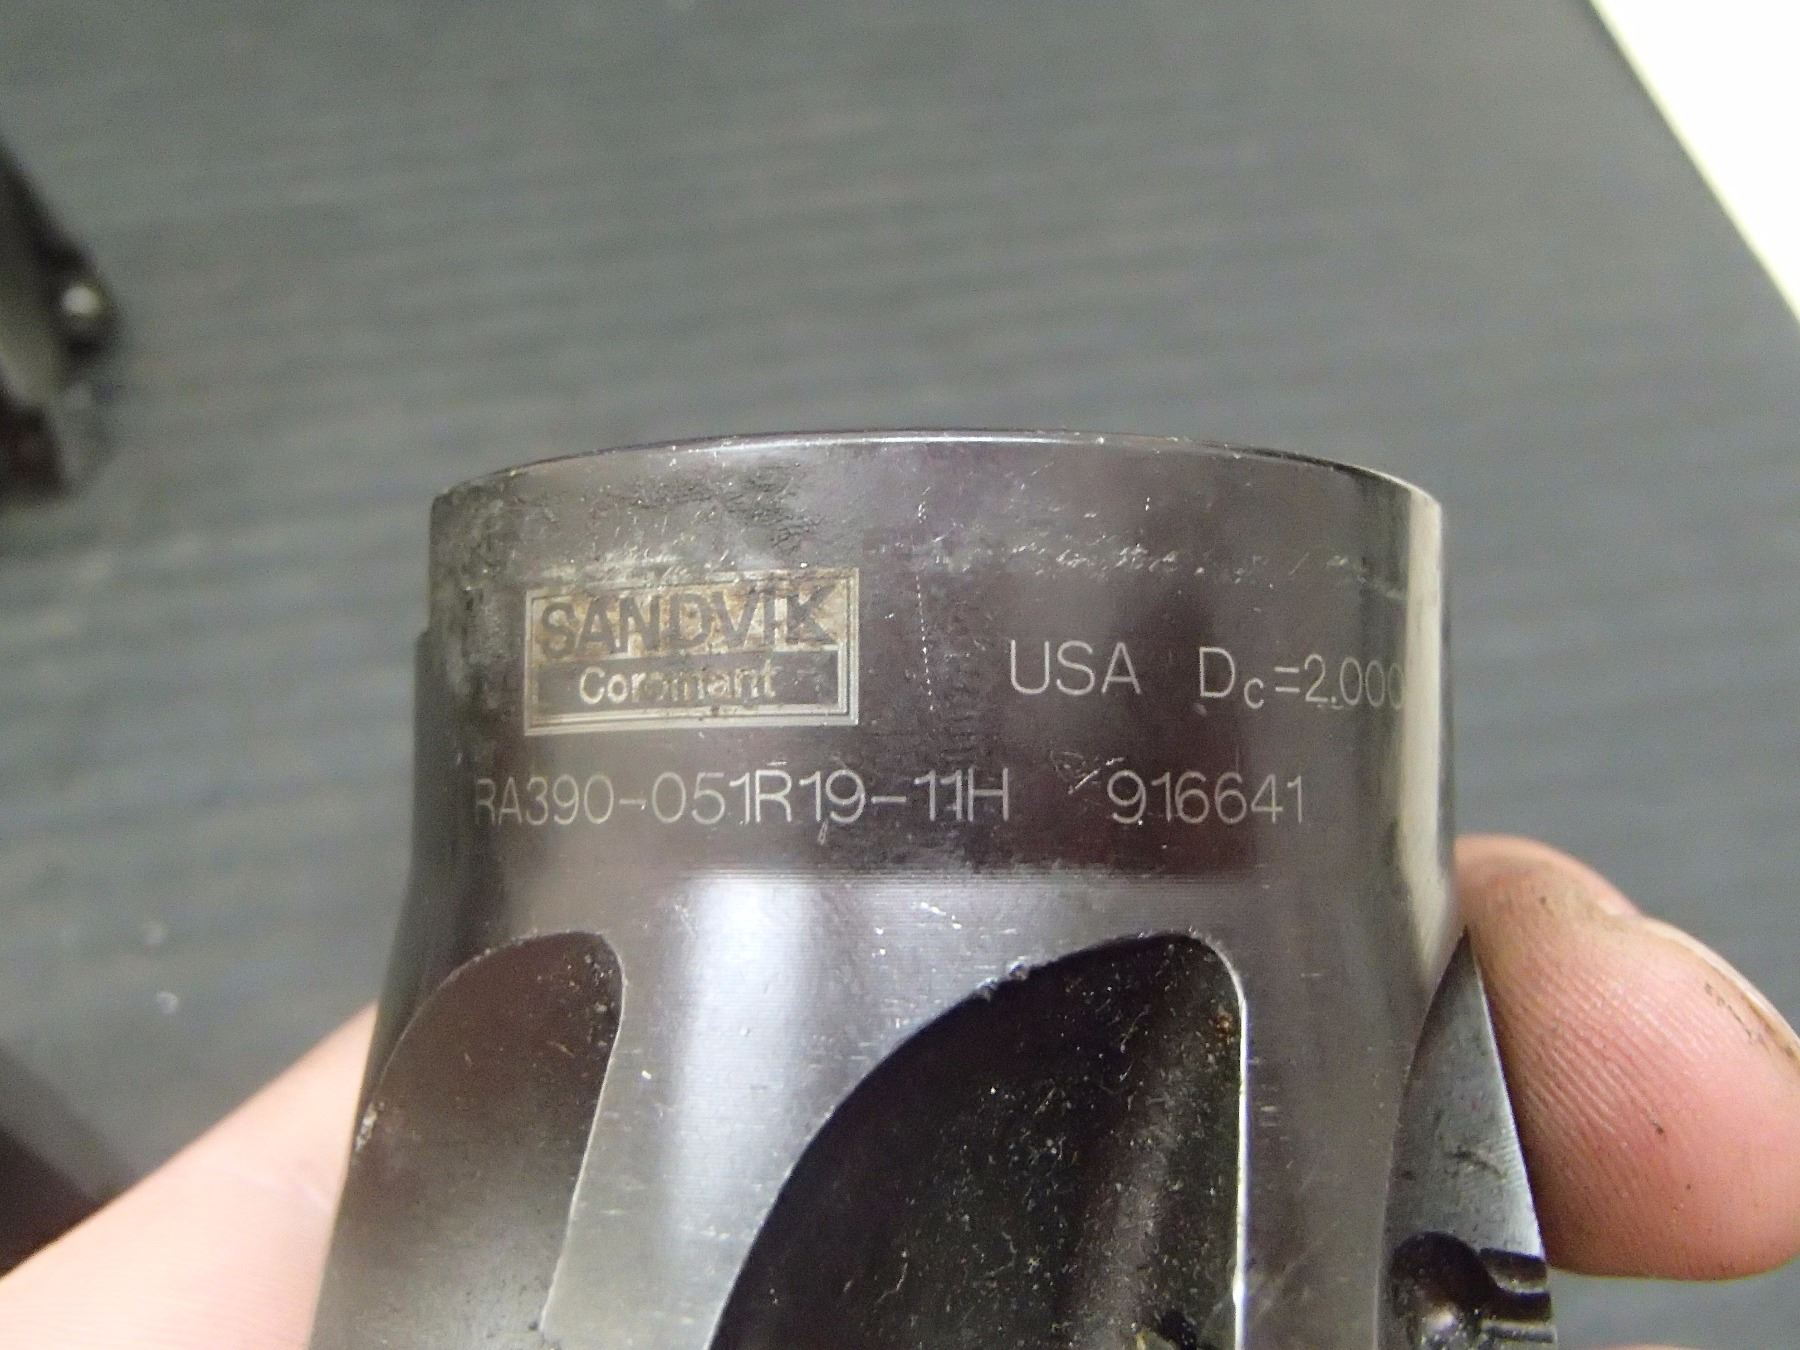 SANDVIK
Coromant
USA Dc=2.000
RA390-051R19-11H 916641